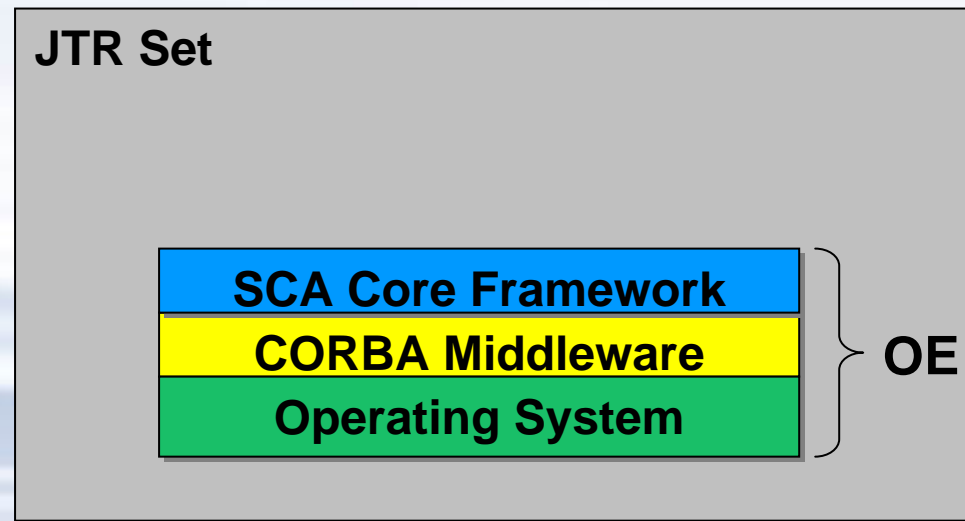 JTR Set
SCA Core Framework
CORBA Middleware
OE
Operating System